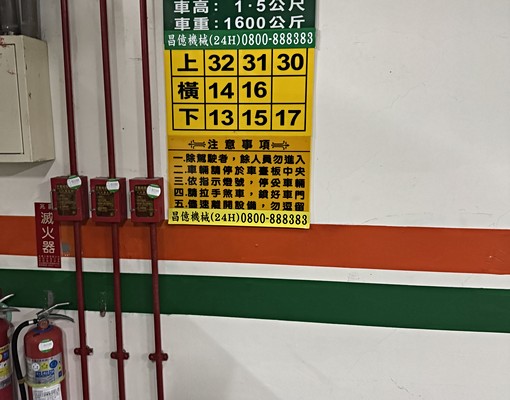 車高: 1·5公尺
車重:1600公斤
昌億機械(24H)0800-888383
上 32 31 30
橫 14 16
下 13 15 17
注意事項
一.除駕駛者，餘人員勿進入
二.車輛請停於車臺板中央
三.依指示燈號，停妥車輛
四.請拉手煞車，鎖好車門
五.儘速離開設備，勿逗留
昌億機械(24H)0800-888383
滅火器